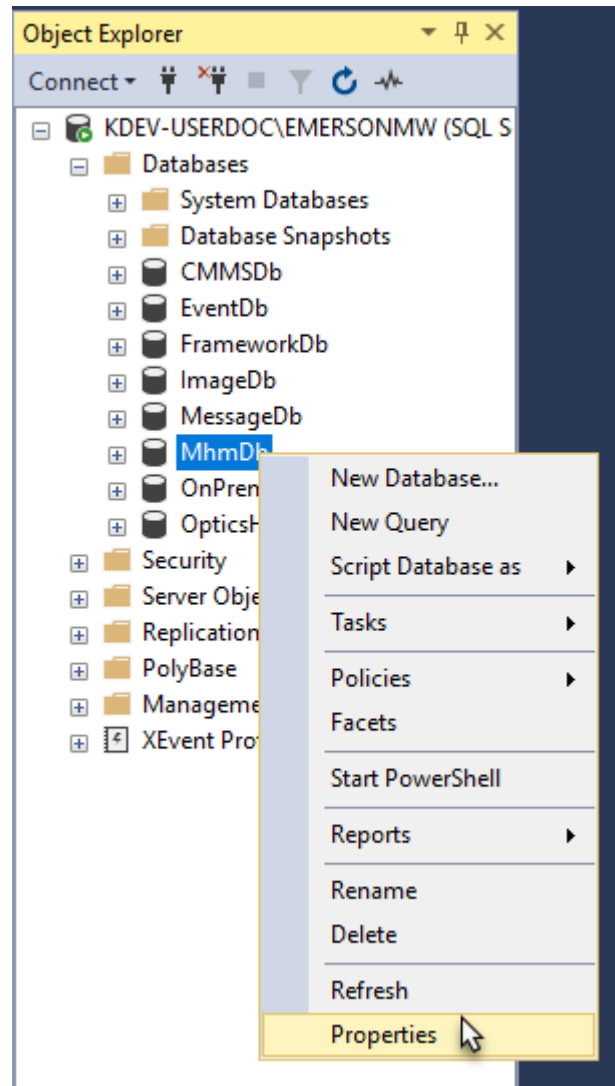 Object Explorer
Connect
KDEV-USERDOC\EMERSONMW (SQL S
Databases
System Databases
Database Snapshots
CMMSDb
EventDb
FrameworkDb
ImageDb
MessageDb
MhmDb
OnPrem
OpticsH
Security
Server Obje
Replication
PolyBase
Manageme
XEvent Prof
New Database...
New Query
Script Database as
Tasks
Policies
Facets
Start PowerShell
Reports
Rename
Delete
Refresh
Properties